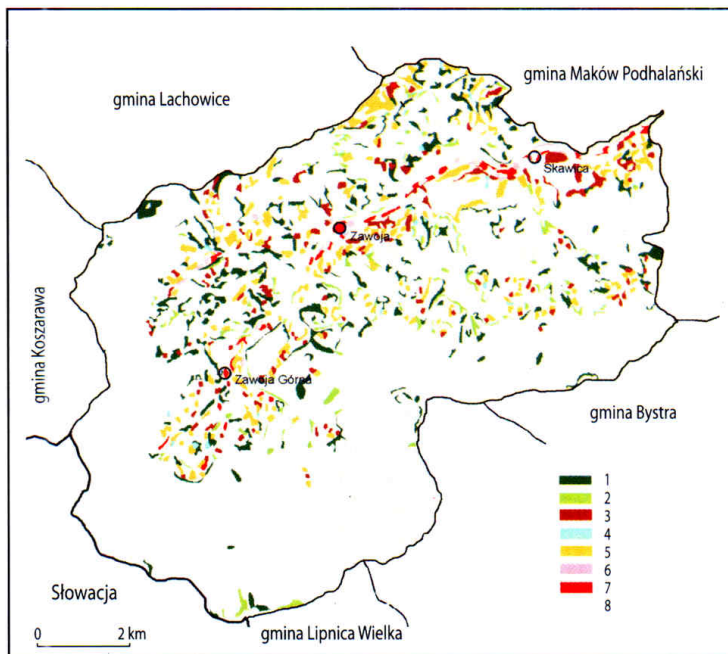 gmina Maków Podhalański
gmina Lachowice
Skawica
Zawoja
gmina Koszarawa
Zawoja Górna
gmina Bystra
1
2
3
4
5
6
7
8
Słowacja
0 2 km
gmina Lipnica Wielka